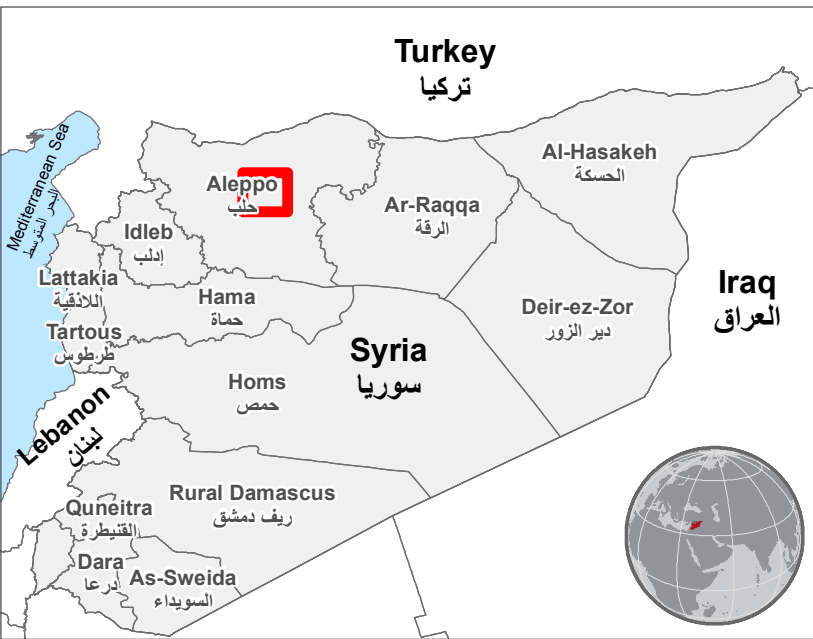 Turkey
تركيا
Mediterranean Sea
البحر المتوسط
Al-Hasakeh
الحسكة
Aleppo
حلب
Ar-Raqqa
الرقة
Idleb
إدلب
Lattakia
اللاذقية
Hama
حماة
Iraq
العراق
Deir-ez-Zor
دير الزور
Tartous
طرطوس
Syria
سوريا
Homs
حمص
Lebanon
لبنان
Rural Damascus
ريف دمشق
Quneitra
القنيطرة
Dara
درعا
As-Sweida
السويداء